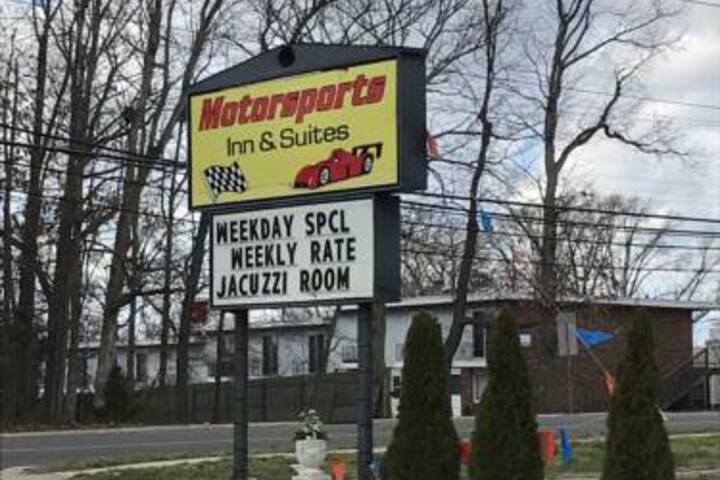 Motorsports
Inn & Suites
WEEKDAY SPCL
WEEKLY RATE
JACUZZI ROOM